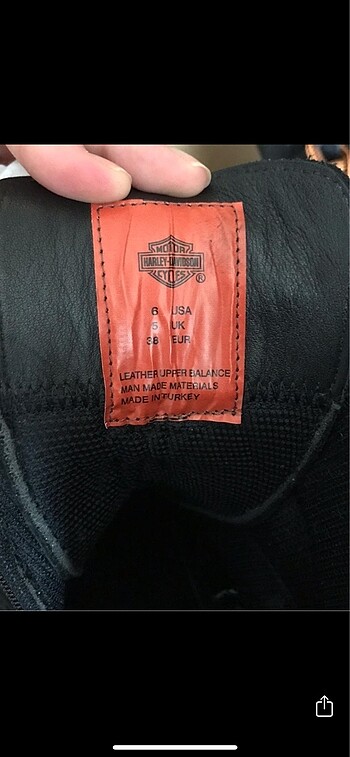 MOTOR
HARLEY-DAVIDSON
CYCLES
®
6 USA
5 UK
38 EUR
LEATHER UPPER BALANCE
MAN MADE MATERIALS
MADE IN TURKEY